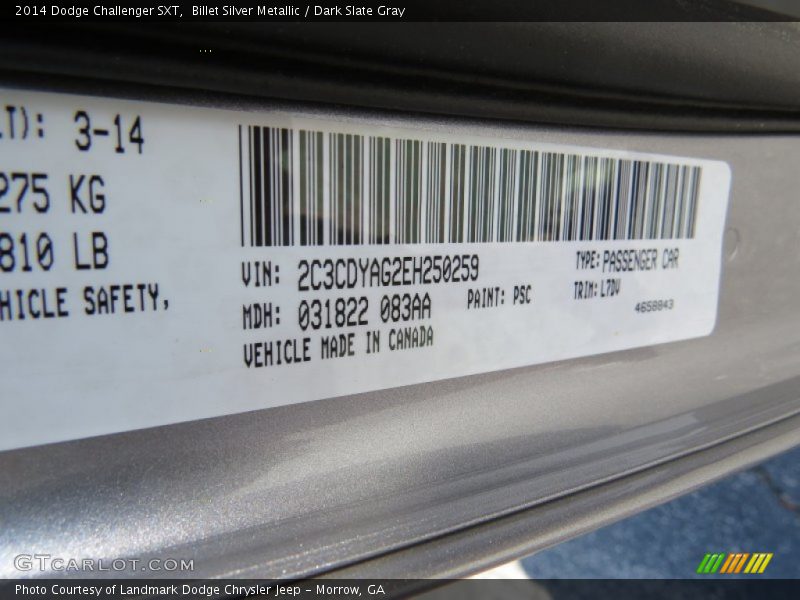 2014 Dodge Challenger SXT, Billet Silver Metallic / Dark Slate Gray
LT): 3-14
275 KG
810 LB
HICLE SAFETY,
VIN: 2C3CDYAG2EH250259
TYPE: PASSENGER CAR
MDH: 031822 083AA
PAINT: PSC
TRIM: L7DV
4658843
VEHICLE MADE IN CANADA
GTCARLOT.COM
Photo Courtesy of Landmark Dodge Chrysler Jeep - Morrow, GA